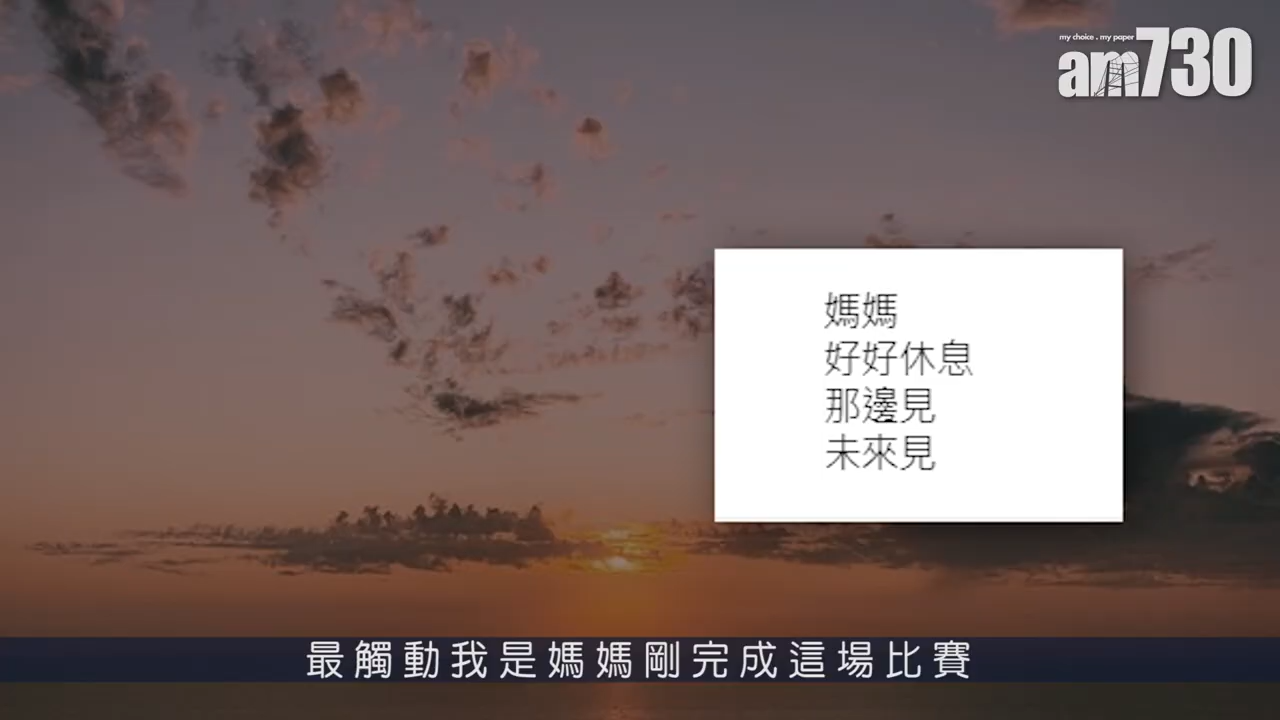 my choice . my paper
am730
媽媽
好好休息
那邊見
未來見
最觸動我是媽媽剛完成這場比賽